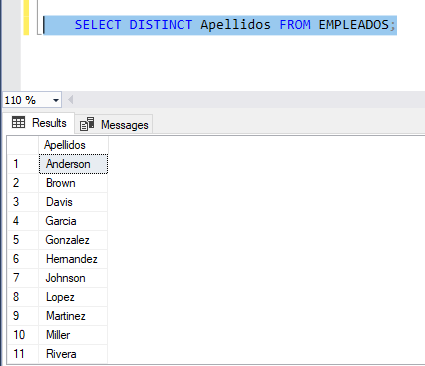 SELECT DISTINCT Apellidos FROM EMPLEADOS;
110 %
Results Messages
Apellidos
1 Anderson
2 Brown
3 Davis
4 Garcia
5 Gonzalez
6 Hernandez
7 Johnson
8 Lopez
9 Martinez
10 Miller
11 Rivera